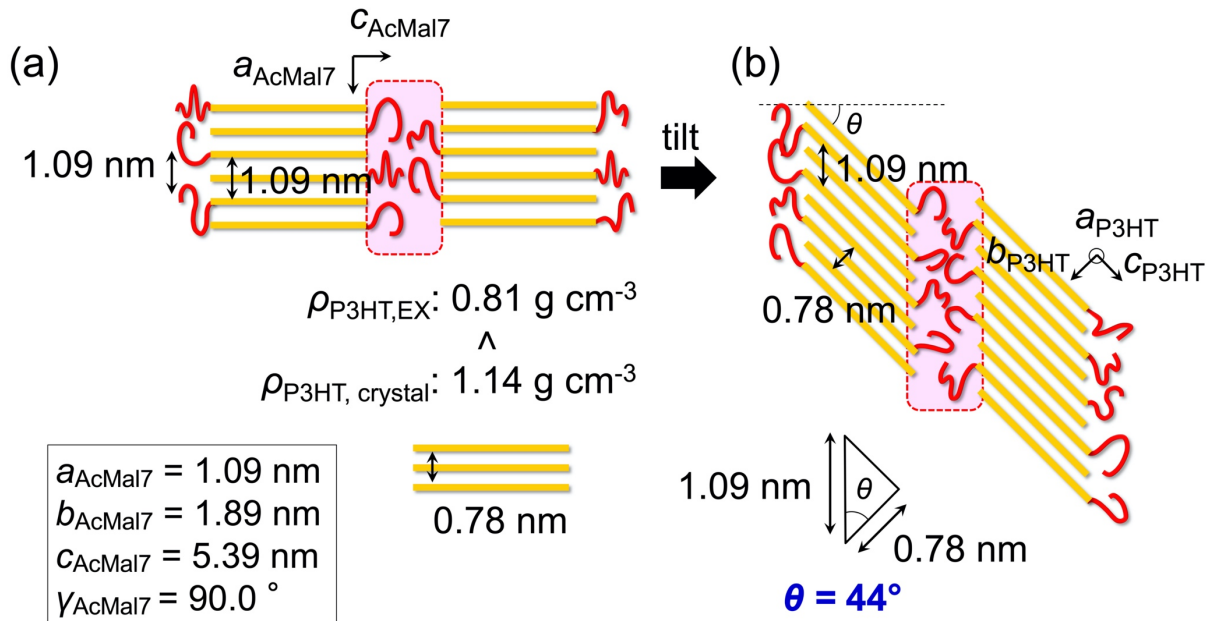 (a)
cAcMal7
aAcMal7
1.09 nm
1.09 nm
ρP3HT,EX: 0.81 g cm-3
^
ρP3HT, crystal: 1.14 g cm-3
aAcMal7 = 1.09 nm
bAcMal7 = 1.89 nm
cAcMal7 = 5.39 nm
γAcMal7 = 90.0 °
0.78 nm
tilt
(b)
θ
1.09 nm
aP3HT
bP3HT
cP3HT
0.78 nm
1.09 nm
θ
0.78 nm
θ = 44°